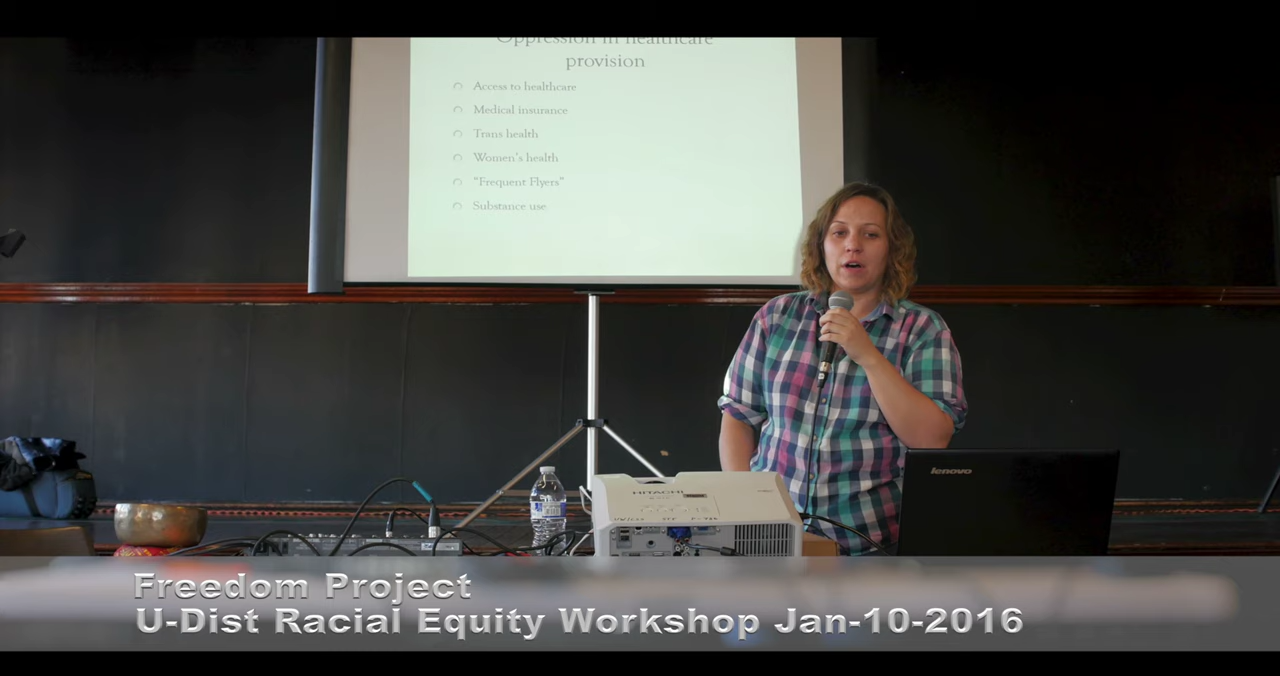 Oppression in healthcare
provision
Access to healthcare
Medical insurance
Trans health
Women's health
"Frequent Flyers"
Substance use
lenovo
HITACHI
Freedom Project
U-Dist Racial Equity Workshop Jan-10-2016